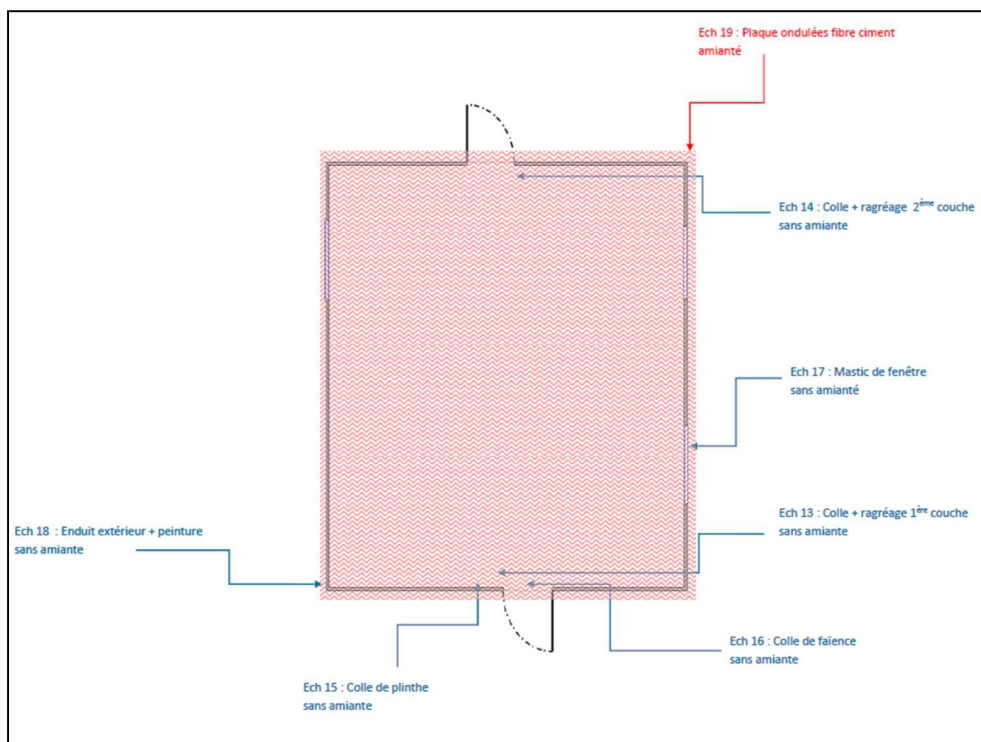 Ech 19 : Plaque ondulées fibre ciment
amianté
Ech 14 : Colle + ragréage 2ème couche
sans amiante
Ech 17 : Mastic de fenêtre
sans amianté
Ech 13 : Colle + ragréage 1ère couche
sans amiante
Ech 18 : Enduit extérieur + peinture
sans amiante
Ech 16 : Colle de faïence
sans amiante
Ech 15 : Colle de plinthe
sans amiante